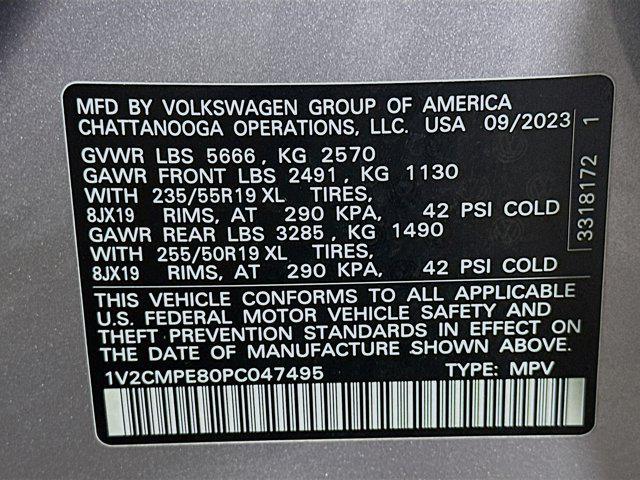 MFD BY VOLKSWAGEN GROUP OF AMERICA
CHATTANOOGA OPERATIONS, LLC. USA 09/2023
GVWR LBS 5666, KG 2570
GAWR FRONT LBS 2491, KG 1130
WITH 235/55R19 XL TIRES,
8JX19 RIMS, AT 290 KPA, 42 PSI COLD
GAWR REAR LBS 3285, KG 1490
WITH 255/50R19 XL TIRES,
8JX19 RIMS, AT 290 KPA, 42 PSI COLD
THIS VEHICLE CONFORMS TO ALL APPLICABLE
U.S. FEDERAL MOTOR VEHICLE SAFETY AND
THEFT PREVENTION STANDARDS IN EFFECT ON
THE DATE OF MANUFACTURE SHOWN ABOVE.
1V2CMPE80PC047495 TYPE: MPV
3318172 1